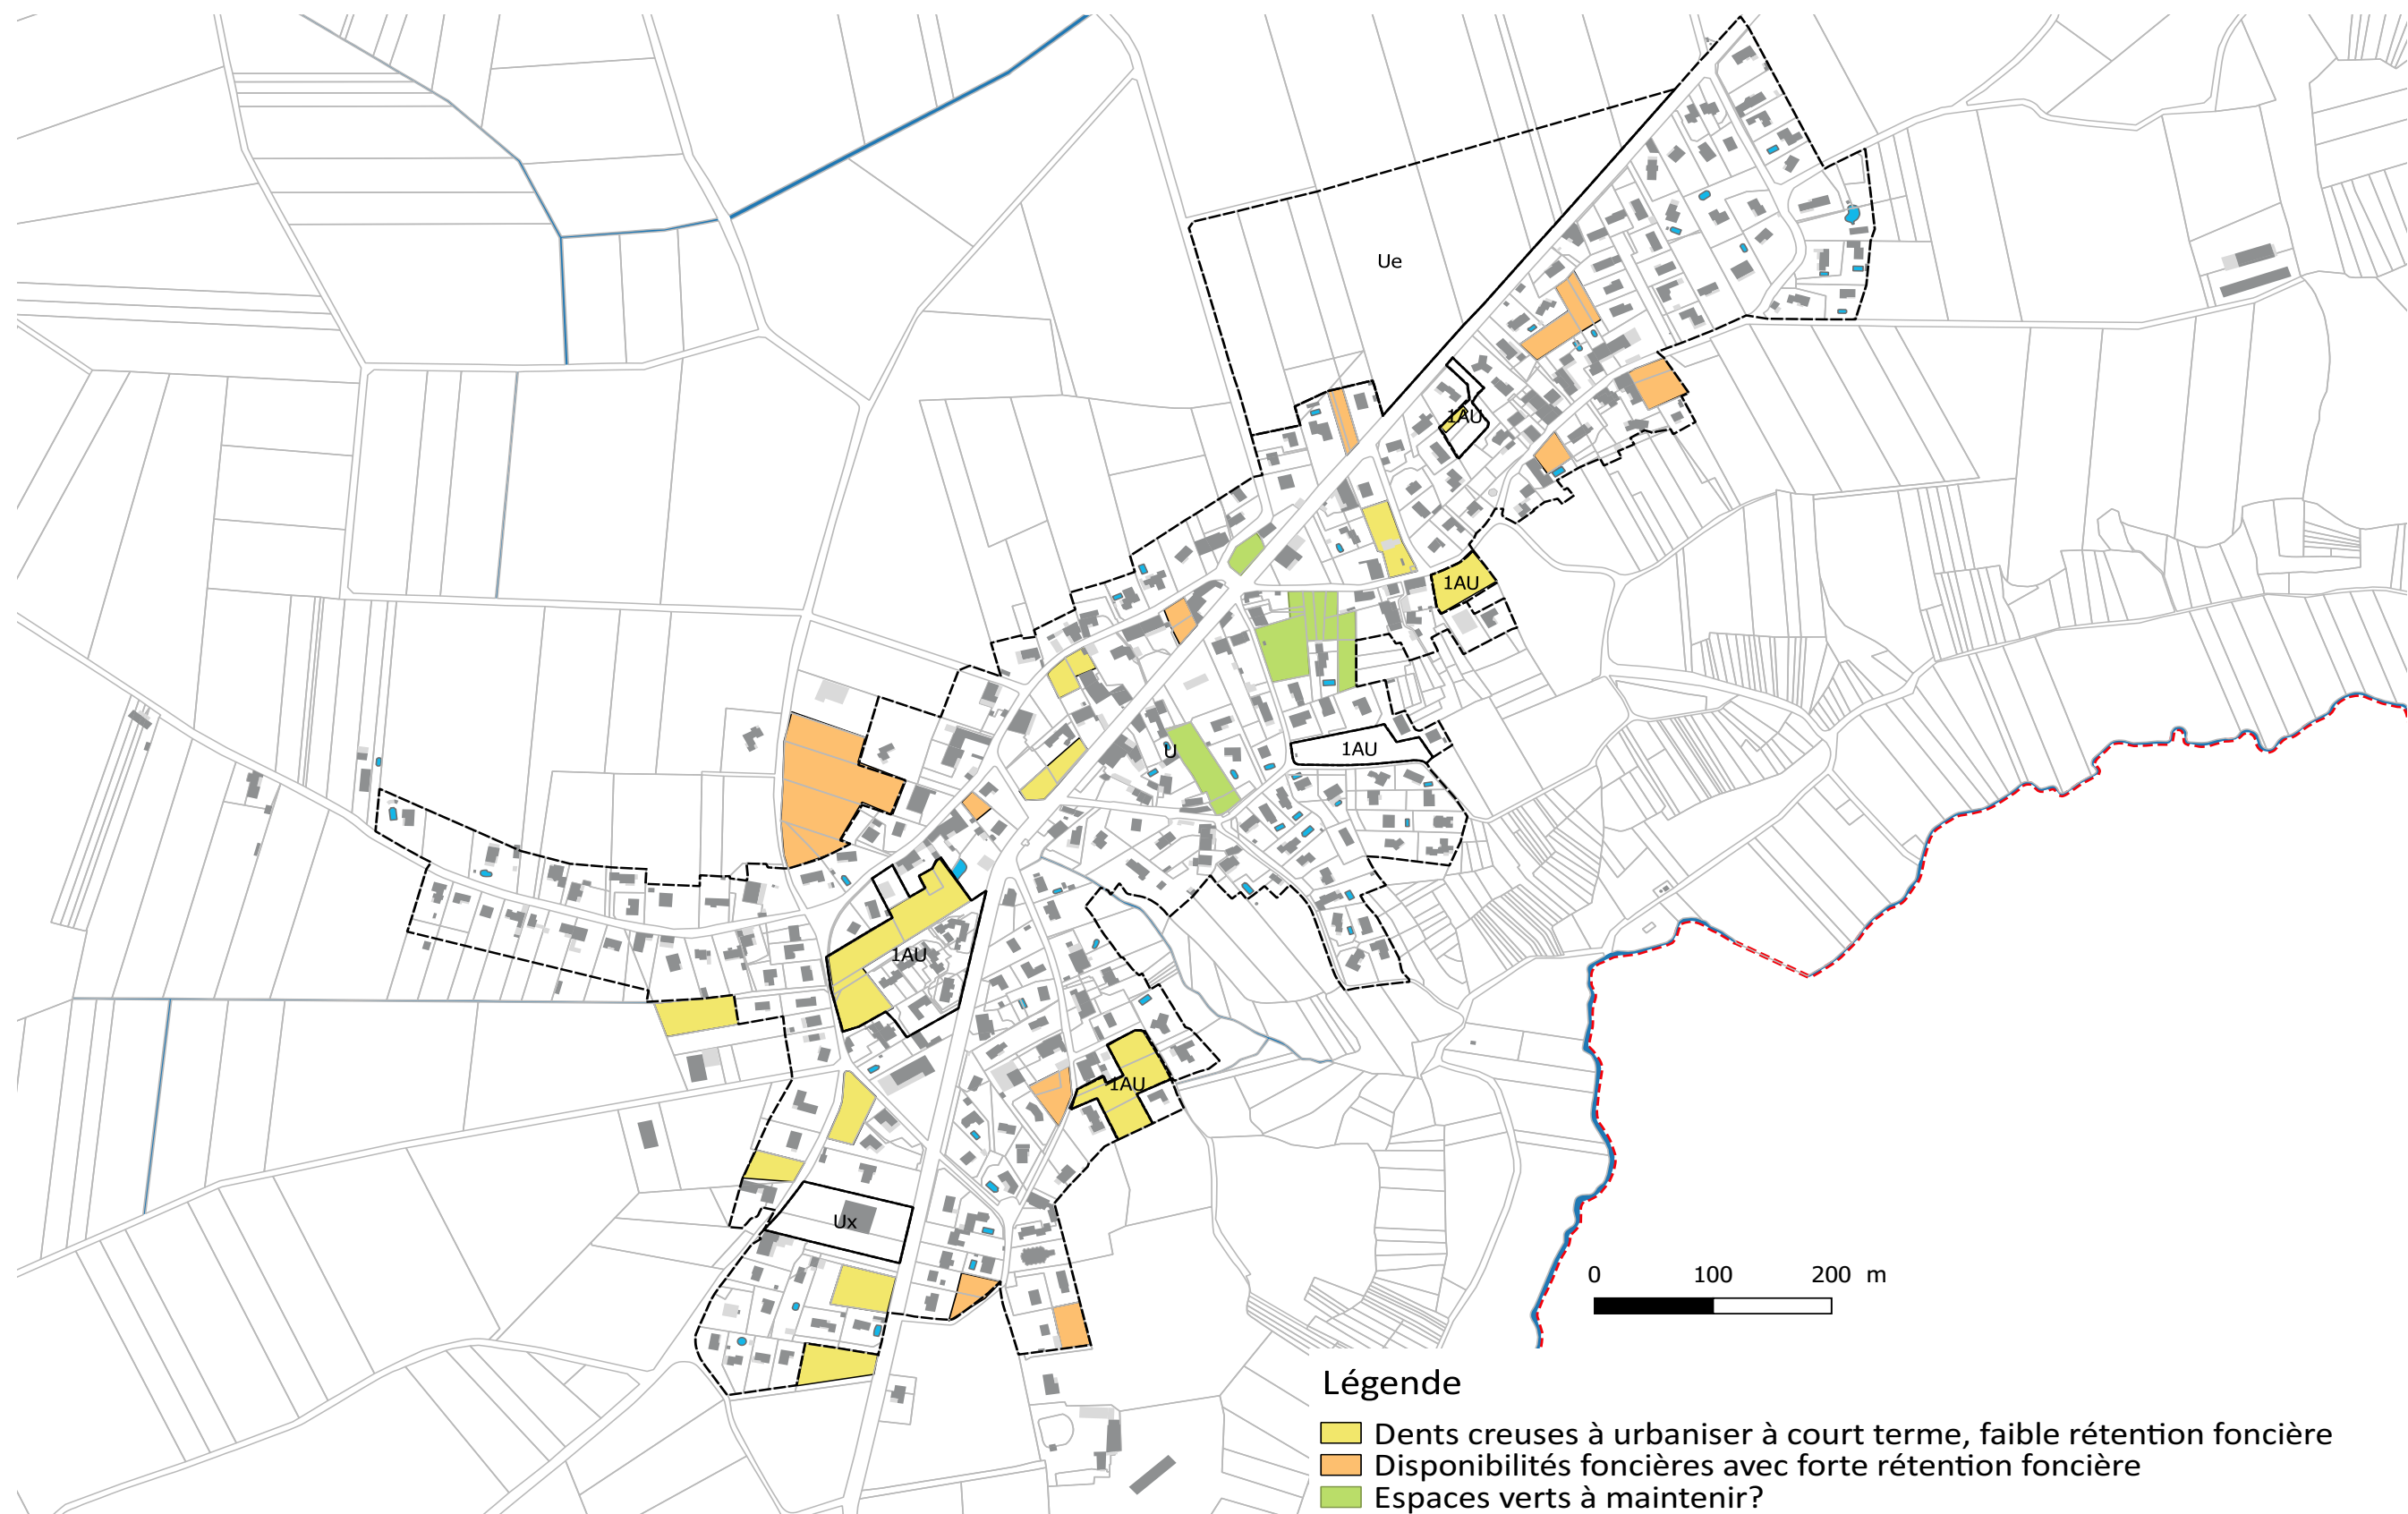 Ue
1AU
1AU
U
1AU
1AU
1AU
Ux
0 100 200 m
Légende
Dents creuses à urbaniser à court terme, faible rétention foncière
Disponibilités foncières avec forte rétention foncière
Espaces verts à maintenir?